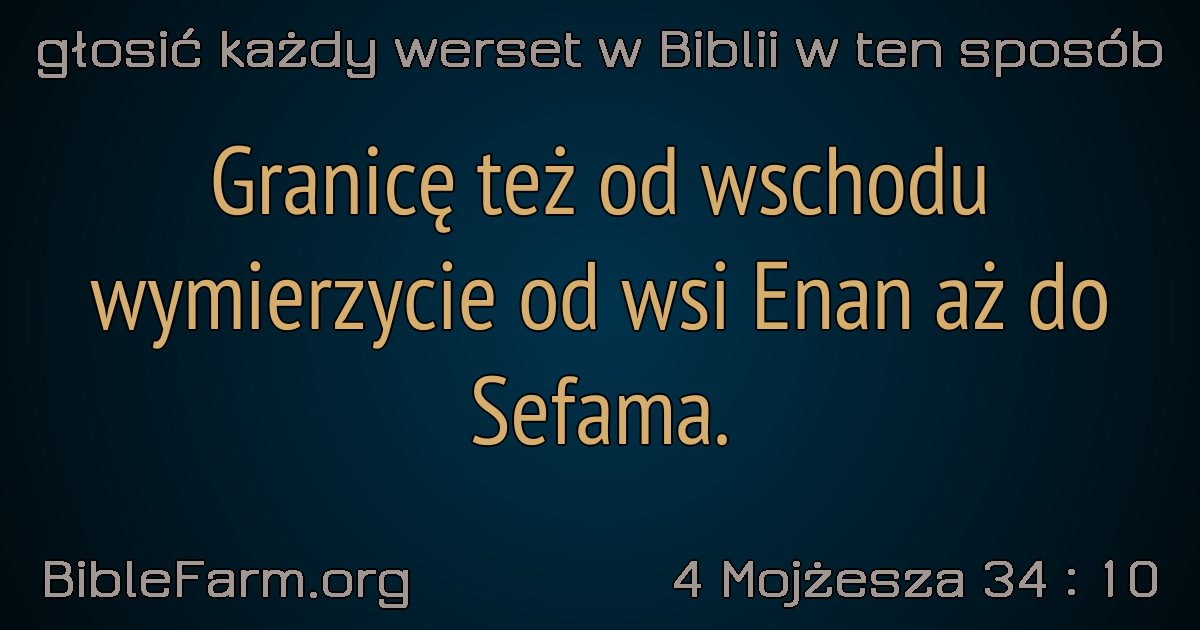 głosić każdy werset w Biblii w ten sposób
Granicę też od wschodu
wymierzycie od wsi Enan aż do
Sefama.
BibleFarm.org
4 Mojżesza 34 : 10